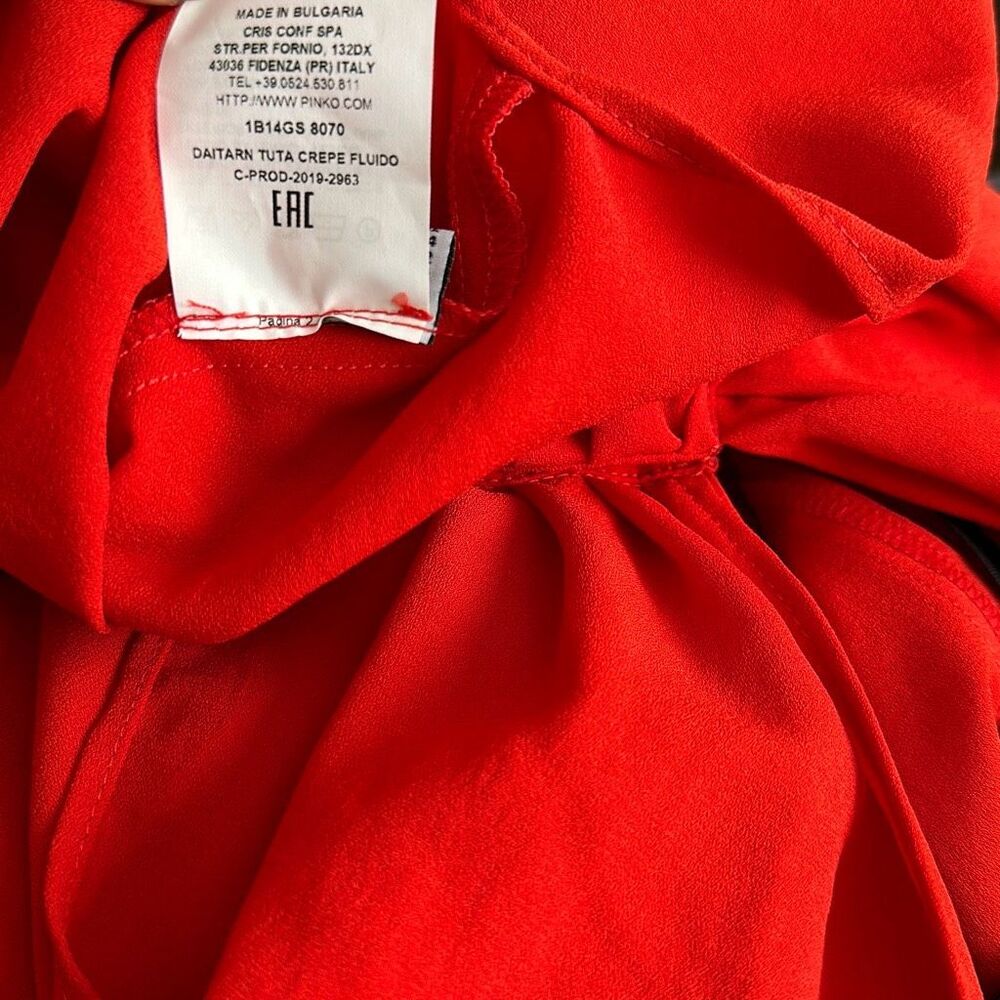 MADE IN BULGARIA
CRIS CONF SPA
STR.PER FORNIO, 132DX
43036 FIDENZA (PR) ITALY
TEL +39.0524.530.811
HTTP://WWW.PINKO.COM
1B14GS 8070
DAITARN TUTA CREPE FLUIDO
C-PROD-2019-2963
EAC
Pagina 2